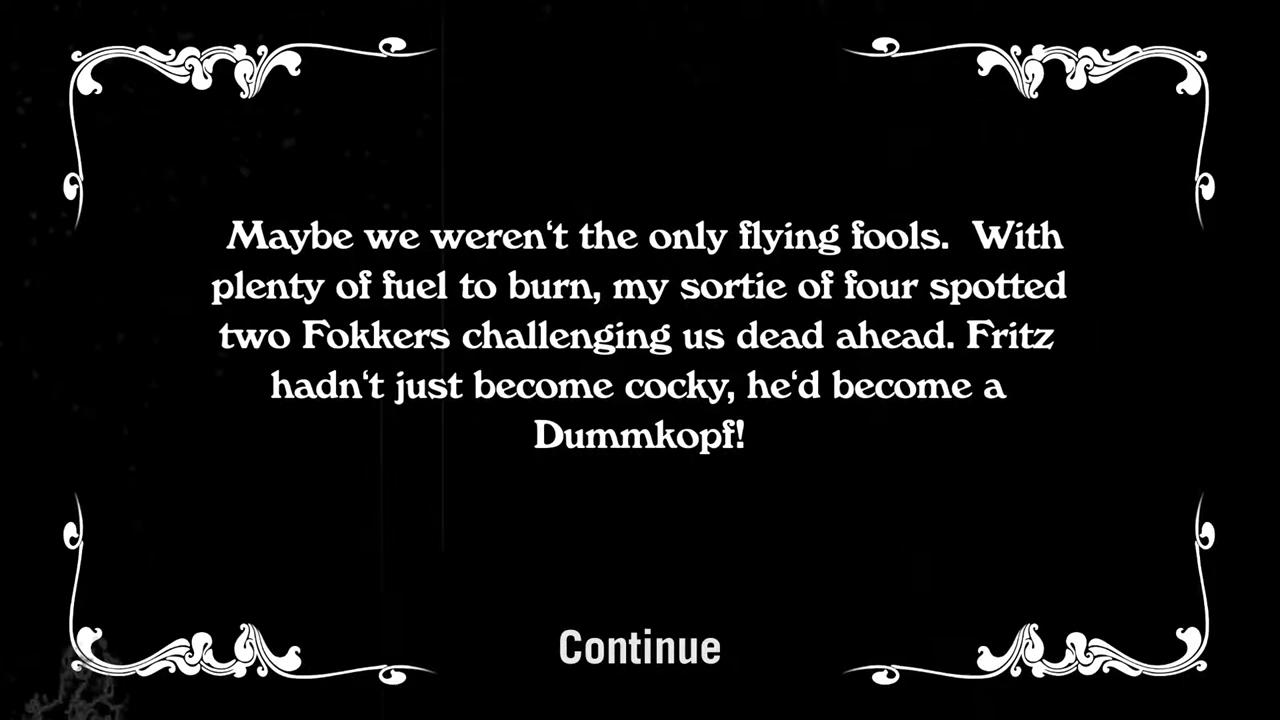 Maybe we weren‘t the only flying fools.  With
plenty of fuel to burn, my sortie of four spotted
two Fokkers challenging us dead ahead. Fritz
hadn‘t just become cocky, he‘d become a
Dummkopf!
Continue